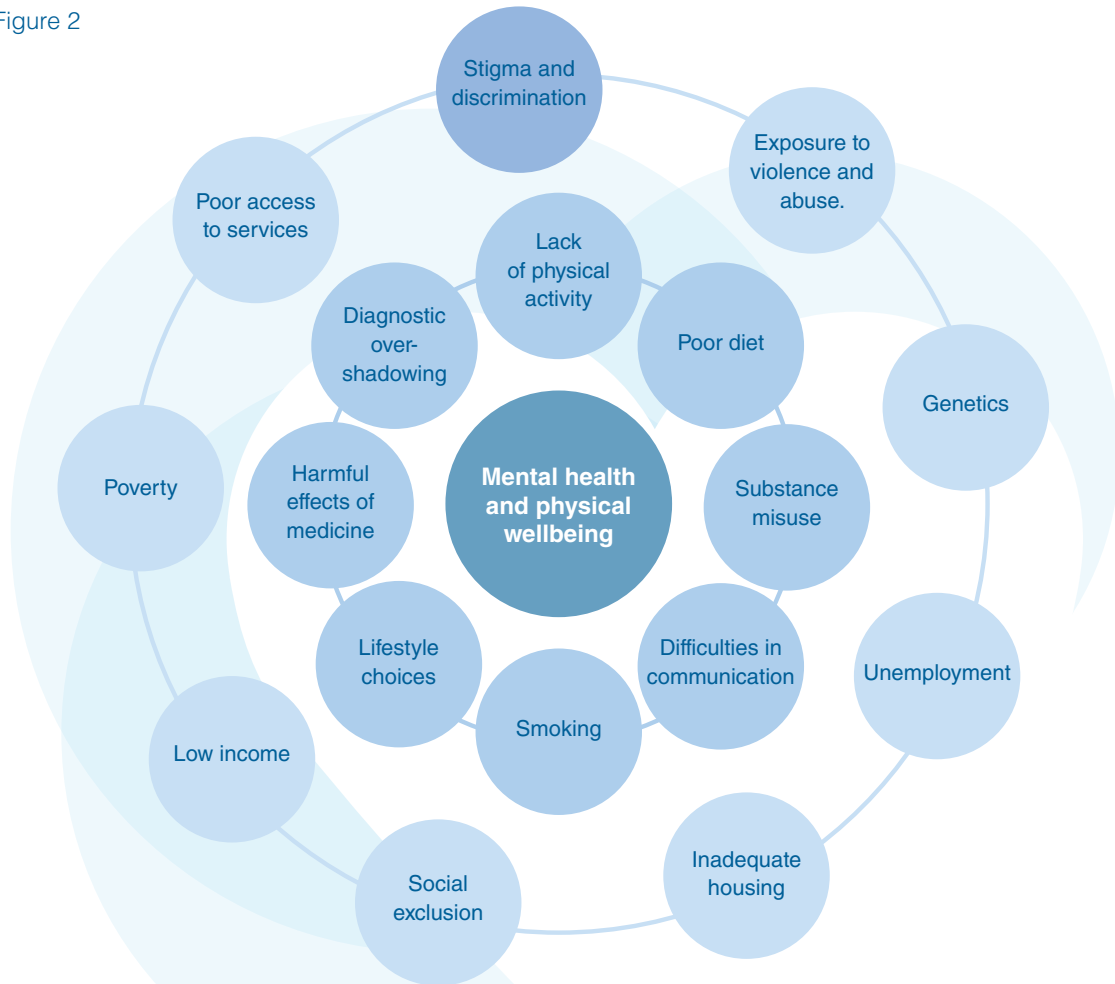 Figure 2
Stigma and
discrimination
Exposure to
violence and
abuse.
Genetics
Unemployment
Inadequate
housing
Social
exclusion
Low income
Poverty
Poor access
to services
Lack
of physical
activity
Poor diet
Substance
misuse
Difficulties in
communication
Smoking
Lifestyle
choices
Harmful
effects of
medicine
Diagnostic
over-
shadowing
Mental health
and physical
wellbeing